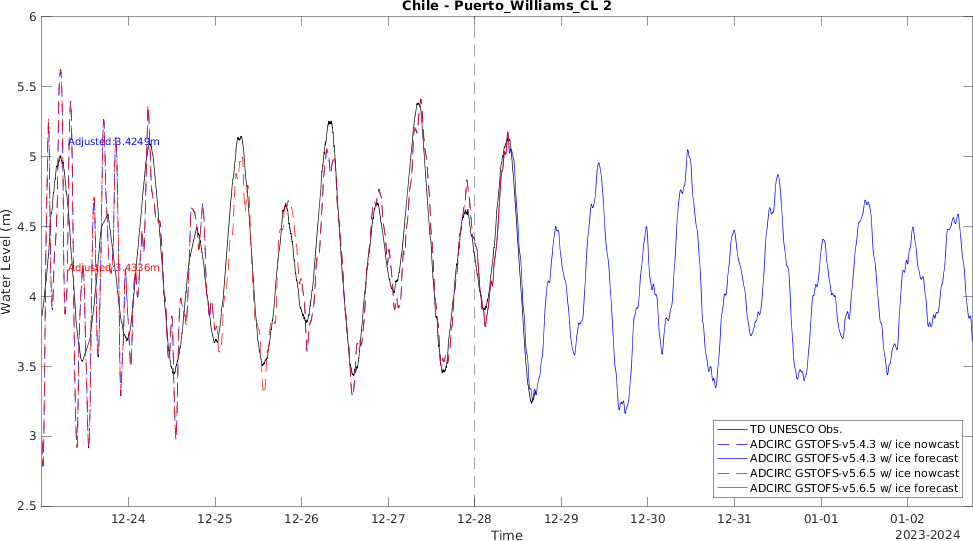 Chile - Puerto_Williams_CL 2
6
5.5
5
4.5
4
3.5
3
2.5
Water Level (m)
Adjusted:3.4249m
Adjusted:3.4336m
12-24
12-25
12-26
12-27
12-28
12-29
12-30
12-31
01-01
01-02
Time
2023-2024
TD UNESCO Obs.
ADCIRC GSTOFS-v5.4.3 w/ ice nowcast
ADCIRC GSTOFS-v5.4.3 w/ ice forecast
ADCIRC GSTOFS-v5.6.5 w/ ice nowcast
ADCIRC GSTOFS-v5.6.5 w/ ice forecast